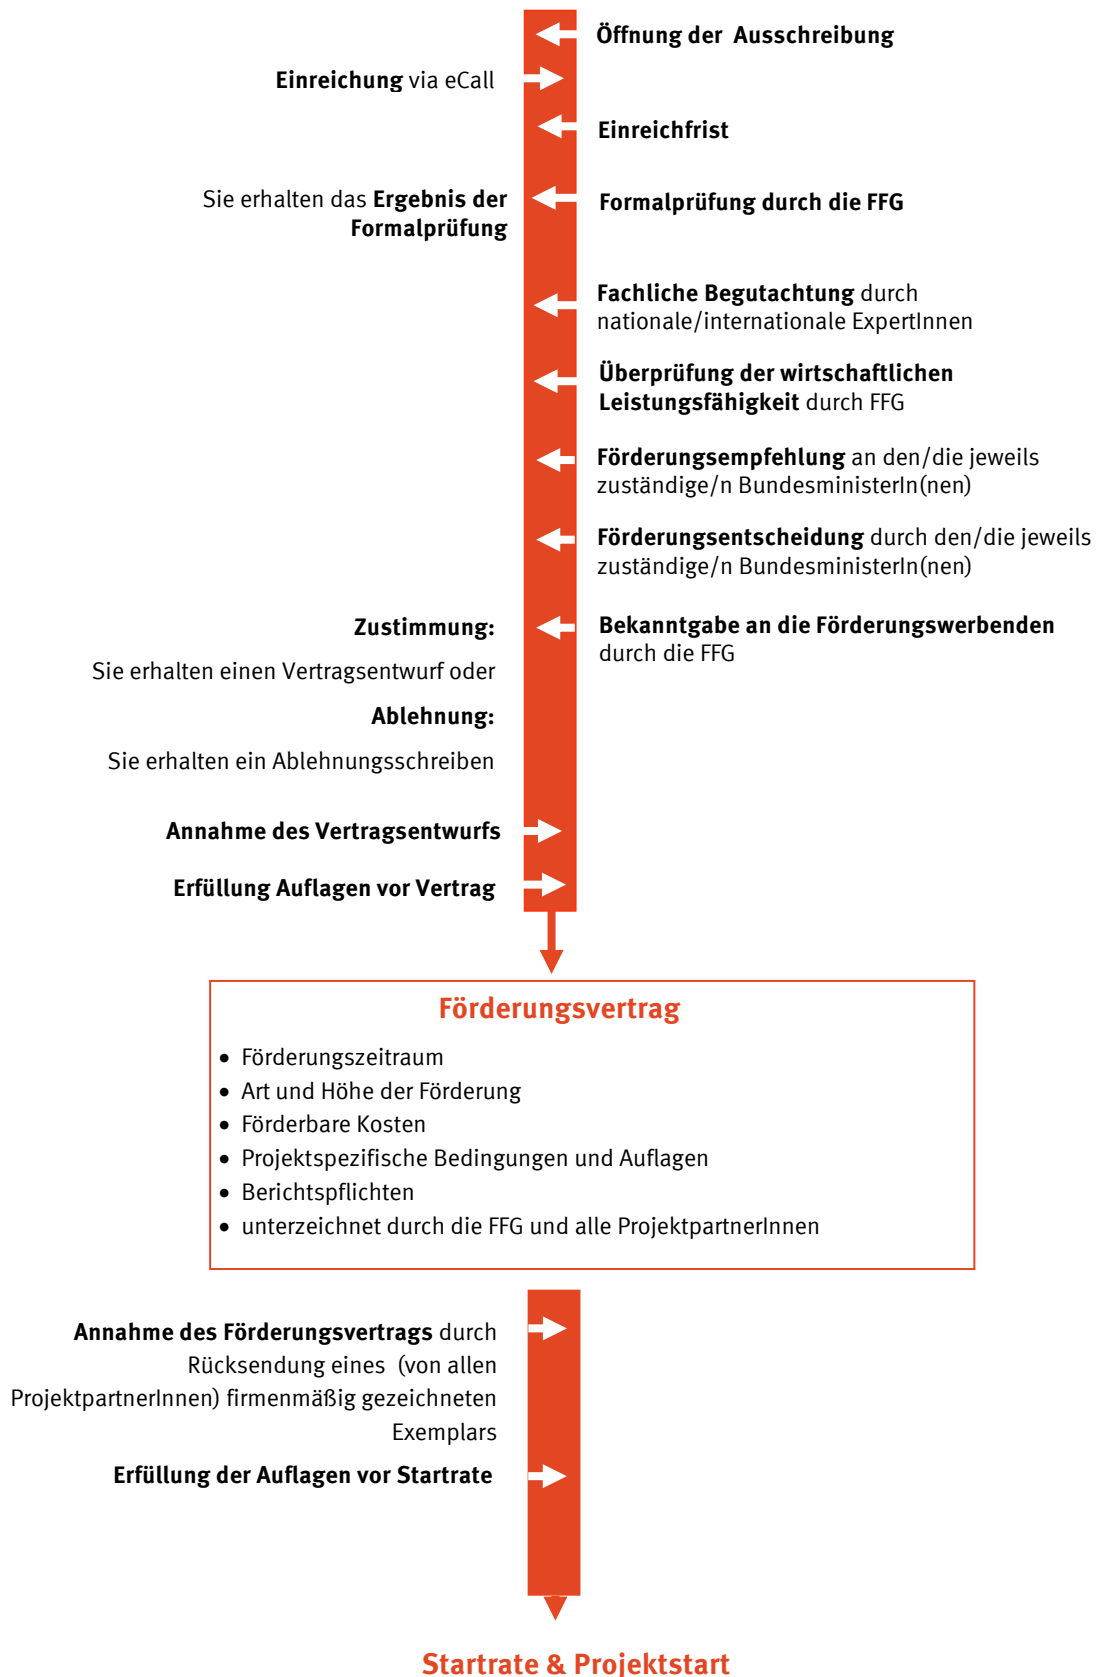 Öffnung der Ausschreibung
Einreichung via eCall
Einreichfrist
Sie erhalten das Ergebnis der
Formalprüfung
Formalprüfung durch die FFG
Fachliche Begutachtung durch
nationale/internationale ExpertInnen
Überprüfung der wirtschaftlichen
Leistungsfähigkeit durch FFG
Förderungsempfehlung an den/die jeweils
zuständige/n BundesministerIn(nen)
Förderungsentscheidung durch den/die jeweils
zuständige/n BundesministerIn(nen)
Bekanntgabe an die Förderungswerbenden
durch die FFG
Zustimmung:
Sie erhalten einen Vertragsentwurf oder
Ablehnung:
Sie erhalten ein Ablehnungsschreiben
Annahme des Vertragsentwurfs
Erfüllung Auflagen vor Vertrag
Förderungsvertrag
• Förderungszeitraum
• Art und Höhe der Förderung
• Förderbare Kosten
• Projektspezifische Bedingungen und Auflagen
• Berichtspflichten
• unterzeichnet durch die FFG und alle ProjektpartnerInnen
Annahme des Förderungsvertrags durch
Rücksendung eines (von allen
ProjektpartnerInnen) firmenmäßig gezeichneten
Exemplars
Erfüllung der Auflagen vor Startrate
Startrate & Projektstart